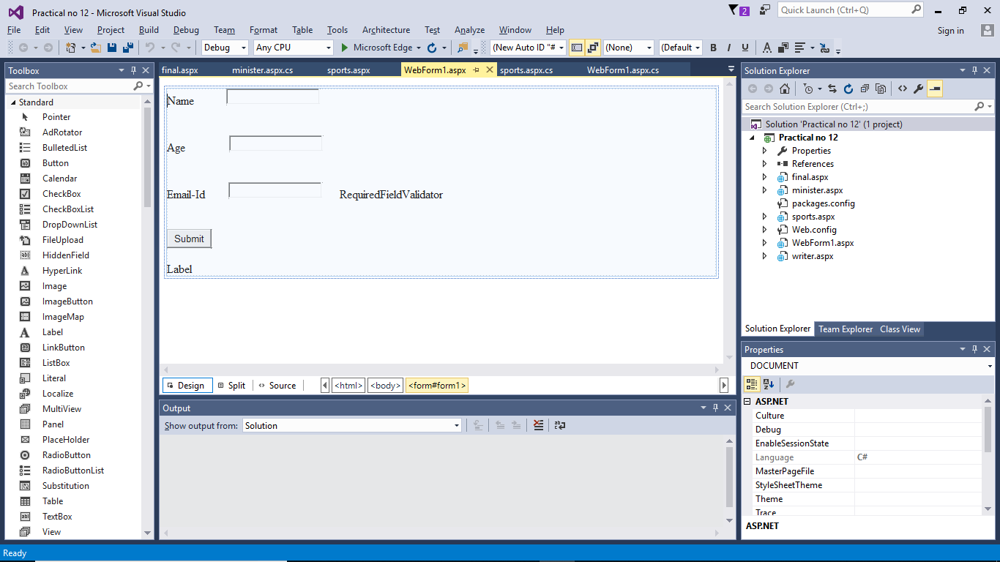 Practical no 12 - Microsoft Visual Studio
2
Quick Launch (Ctrl+Q)
File Edit View Project Build Debug Team Format Table Tools Architecture Test Analyze Window Help
Sign in
Debug Any CPU Microsoft Edge (New Auto ID "# (None) (Default B I U A
Toolbox
Search Toolbox
Standard
Pointer
AdRotator
BulletedList
Button
Calendar
CheckBox
CheckBoxList
DropDownList
FileUpload
HiddenField
HyperLink
Image
ImageButton
ImageMap
Label
LinkButton
ListBox
Literal
Localize
MultiView
Panel
PlaceHolder
RadioButton
RadioButtonList
Substitution
Table
TextBox
View
final.aspx minister.aspx.cs sports.aspx WebForm1.aspx sports.aspx.cs WebForm1.aspx.cs
Name
Age
Email-Id RequiredFieldValidator
Submit
Label
Design Split Source <html> <body> <form#form1>
Output
Show output from: Solution
Solution Explorer
Search Solution Explorer (Ctrl+;)
Solution 'Practical no 12' (1 project)
Practical no 12
Properties
References
final.aspx
minister.aspx
packages.config
sports.aspx
Web.config
WebForm1.aspx
writer.aspx
Solution Explorer Team Explorer Class View
Properties
DOCUMENT
ASP.NET
Culture
Debug
EnableSessionState
Language C#
MasterPageFile
StyleSheetTheme
Theme
Trace
ASP.NET
Ready